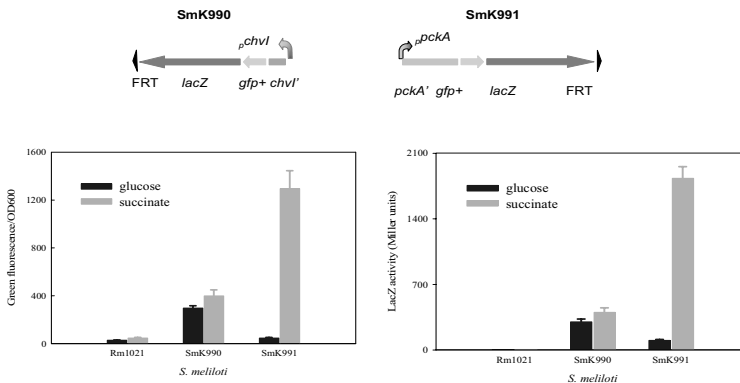 SmK990
SmK991
pchvI
ppckA
FRT lacZ gfp+ chvI'
pckA' gfp+ lacZ FRT
Green fluorescence/OD600
1600
1200
800
400
0
glucose
succinate
Rm1021 SmK990 SmK991
S. meliloti
LacZ activity (Miller units)
2100
1800
1400
700
0
glucose
succinate
Rm1021 SmK990 SmK991
S. meliloti